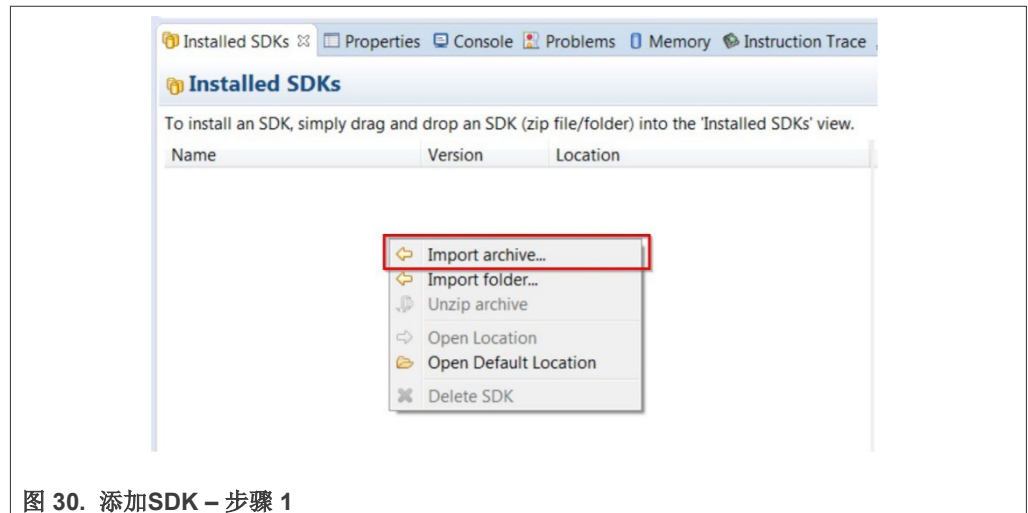 Installed SDKs Properties Console Problems Memory Instruction Trace
Installed SDKs
To install an SDK, simply drag and drop an SDK (zip file/folder) into the 'Installed SDKs' view.
Name Version Location
Import archive...
Import folder...
Unzip archive
Open Location
Open Default Location
Delete SDK
图 30. 添加SDK – 步骤 1